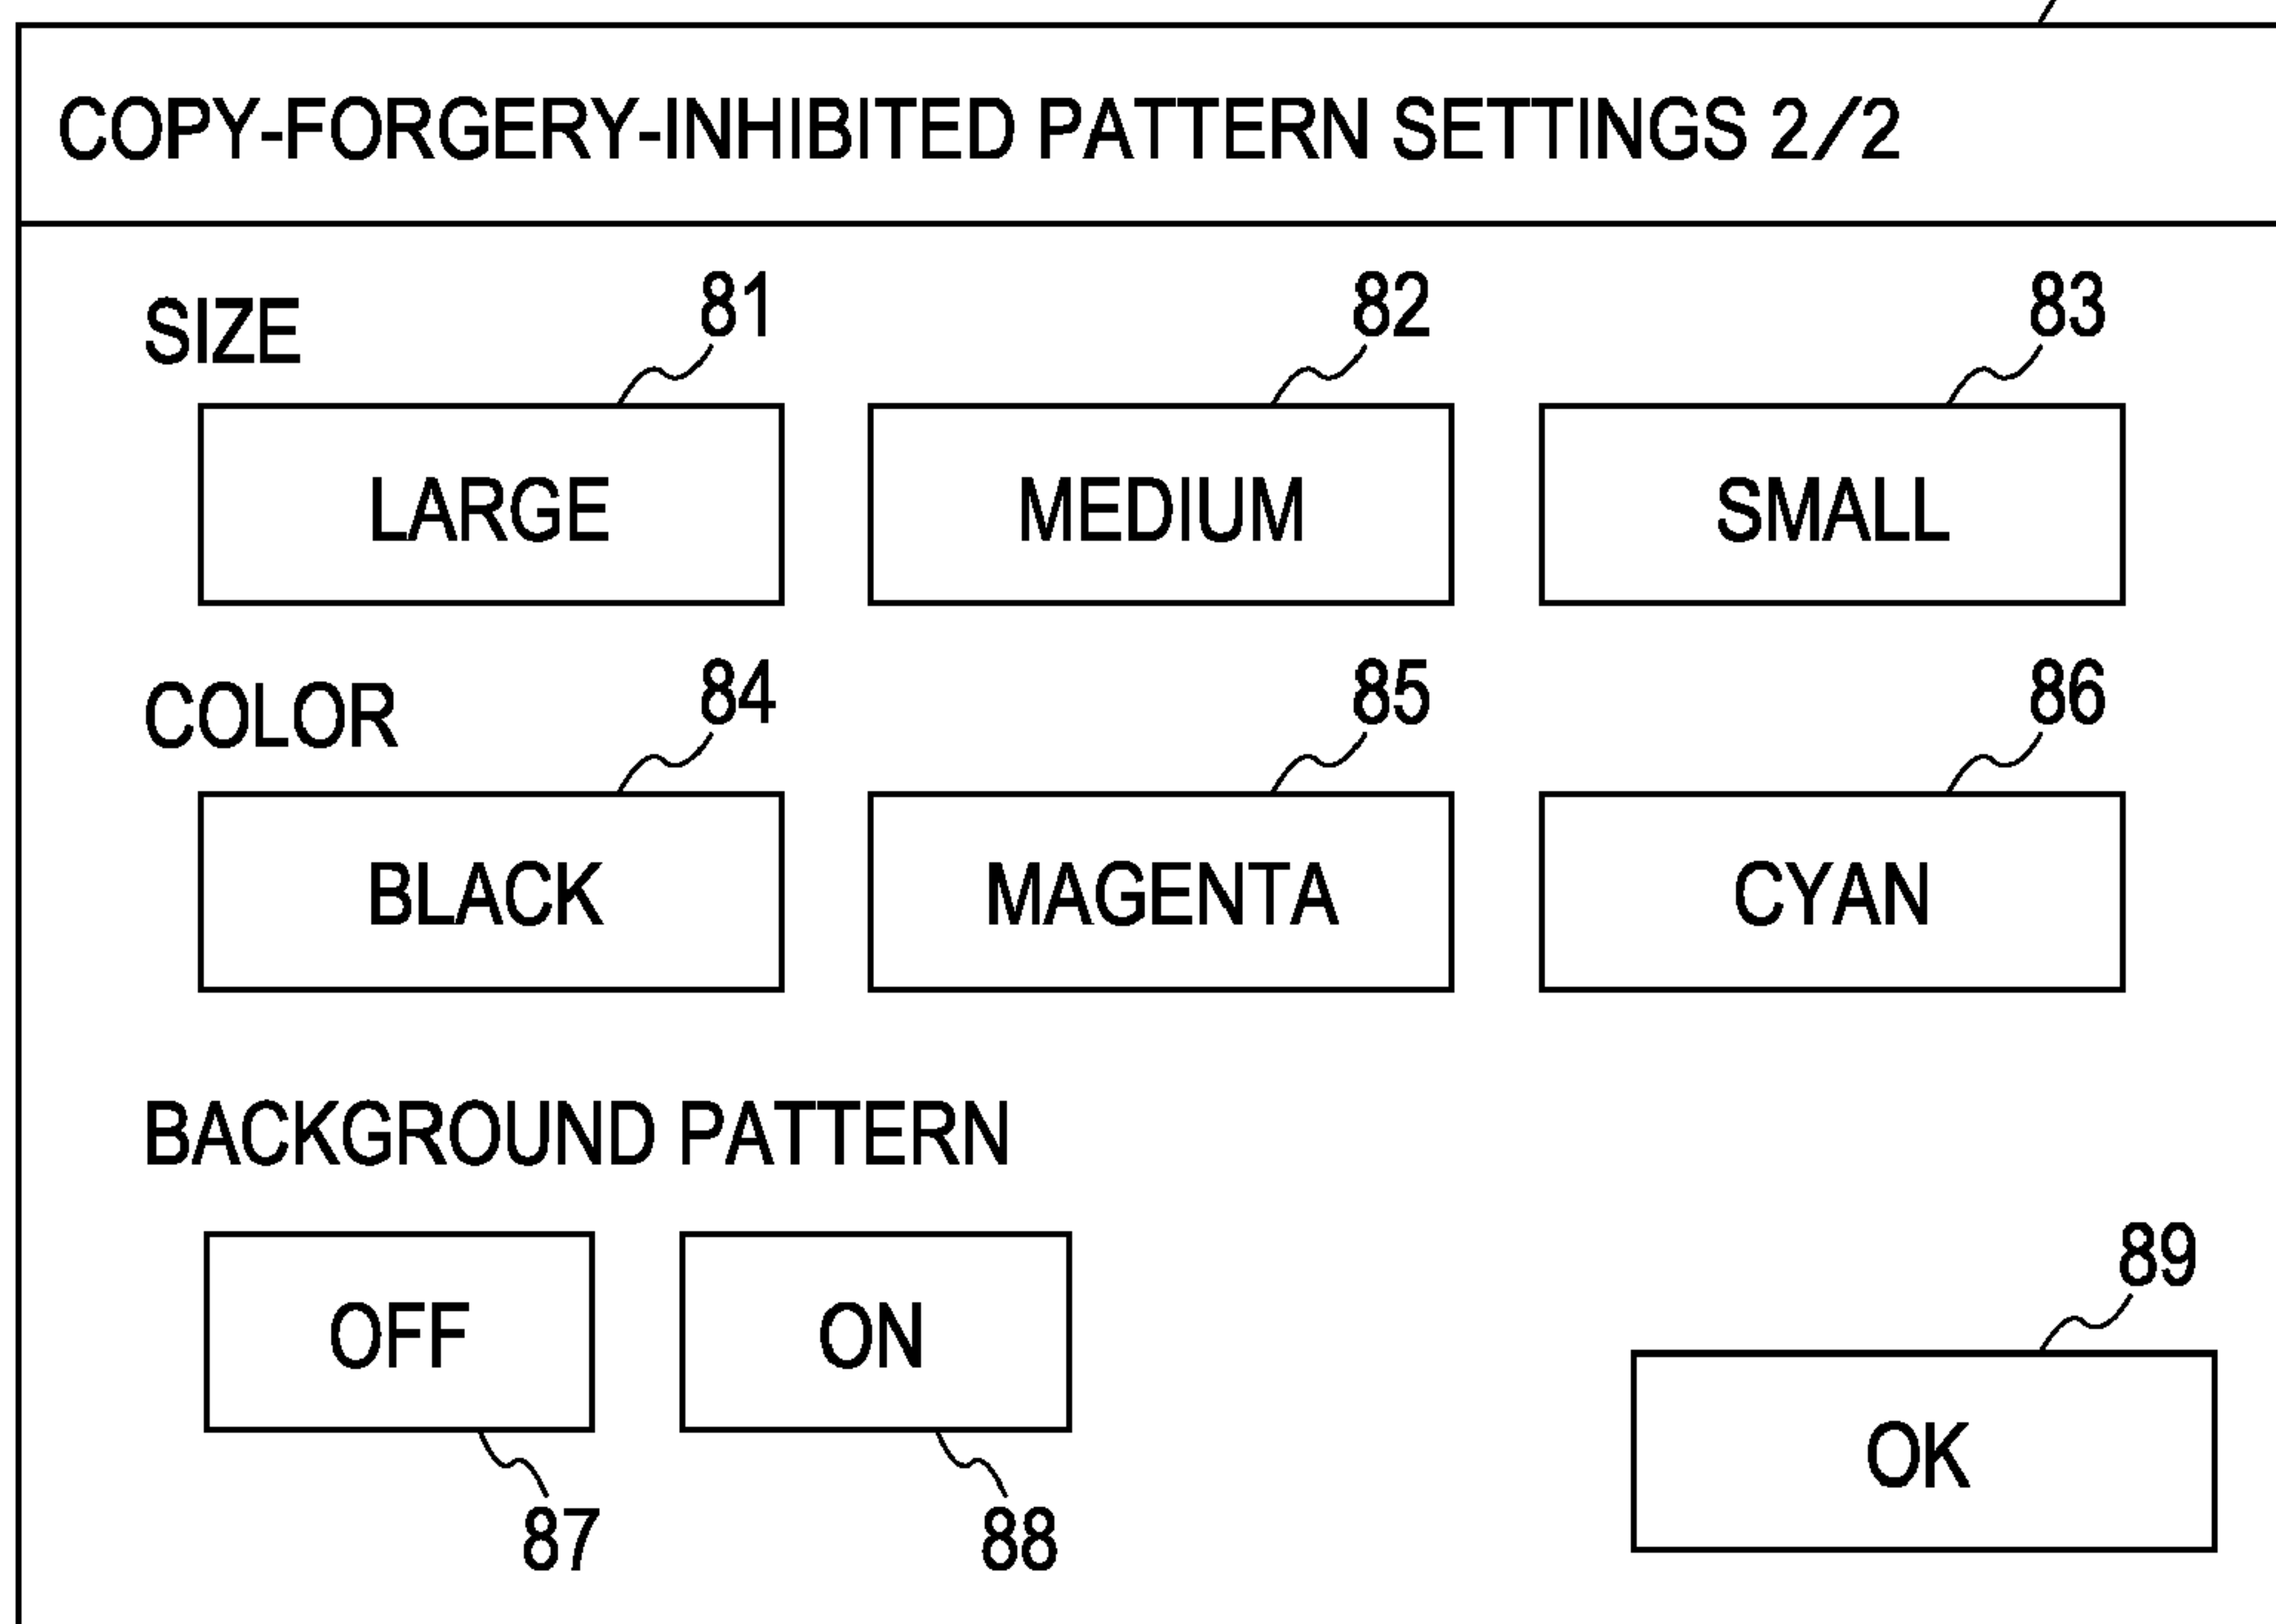 COPY-FORGERY-INHIBITED PATTERN SETTINGS 2/2
SIZE
81 82 83
LARGE MEDIUM SMALL
COLOR
84 85 86
BLACK MAGENTA CYAN
BACKGROUND PATTERN
89
OFF ON
OK
87 88